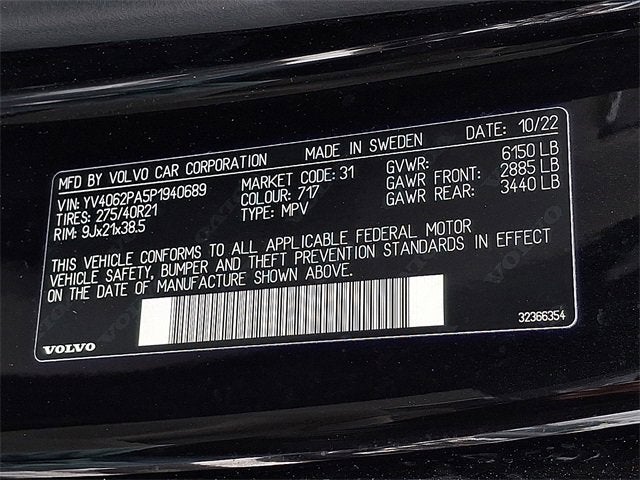 MFD BY VOLVO CAR CORPORATION MADE IN SWEDEN DATE: 10/22
VIN: YV4062PA5P1940689 MARKET CODE: 31 GVWR: 6150 LB
TIRES: 275/40R21 COLOUR: 717 GAWR FRONT: 2885 LB
RIM: 9Jx21x38.5 TYPE: MPV GAWR REAR: 3440 LB
THIS VEHICLE CONFORMS TO ALL APPLICABLE FEDERAL MOTOR
VEHICLE SAFETY, BUMPER AND THEFT PREVENTION STANDARDS IN EFFECT
ON THE DATE OF MANUFACTURE SHOWN ABOVE.
VOLVO 32366354